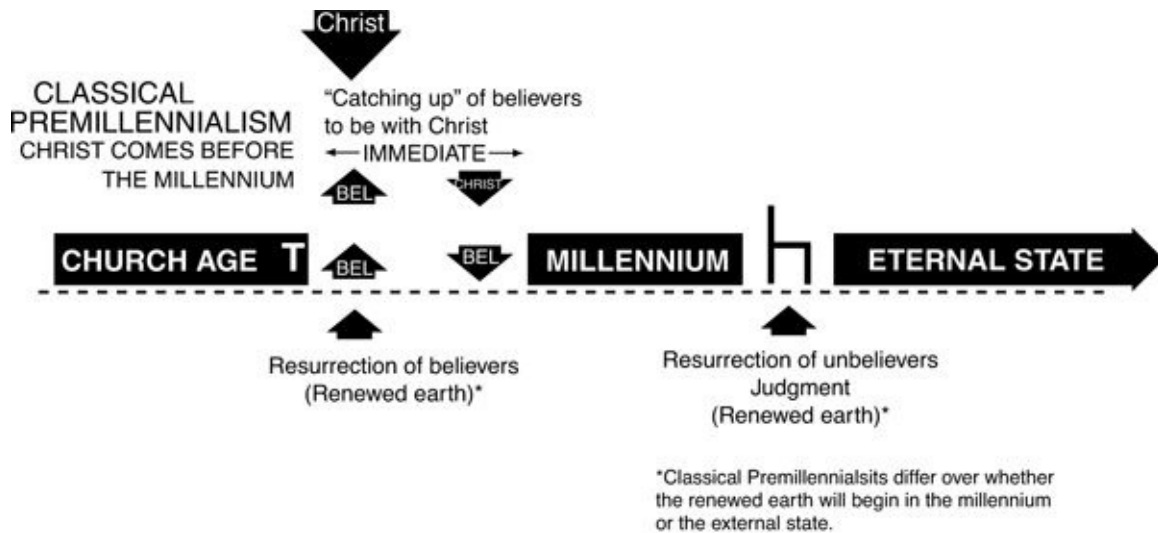 Christ
CLASSICAL
PREMILLENNIALISM
CHRIST COMES BEFORE
THE MILLENNIUM
“Catching up” of believers
to be with Christ
IMMEDIATE
BEL
CHRIST
CHURCH AGE T
BEL
BEL
MILLENNIUM
ETERNAL STATE
Resurrection of believers
(Renewed earth)*
Resurrection of unbelievers
Judgment
(Renewed earth)*
*Classical Premillennialsits differ over whether
the renewed earth will begin in the millennium
or the external state.